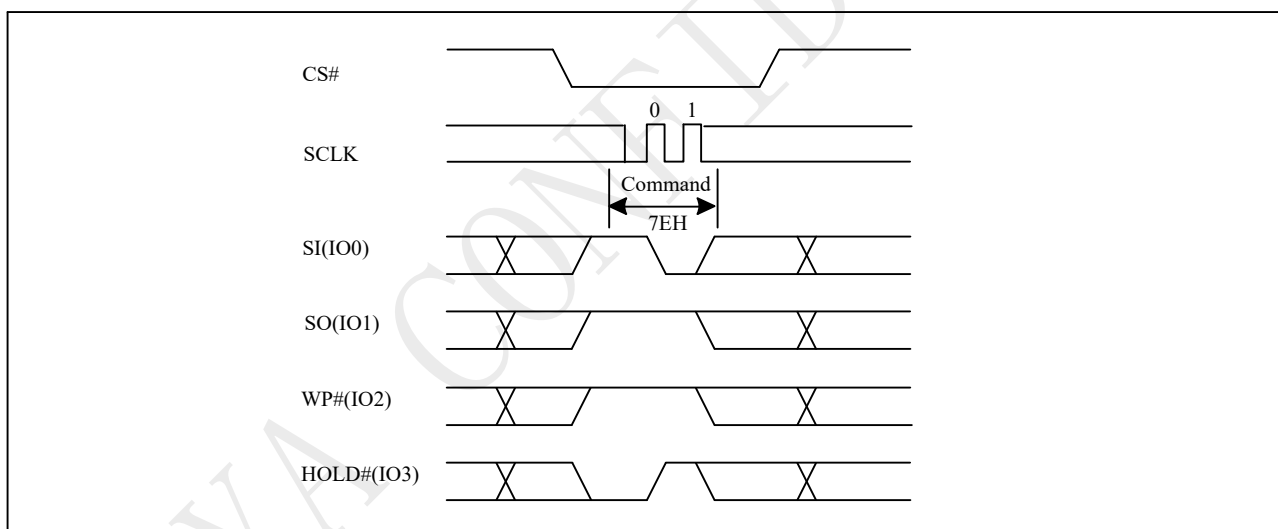 CS#
0 1
SCLK
Command
7EH
SI(IO0)
SO(IO1)
WP#(IO2)
HOLD#(IO3)